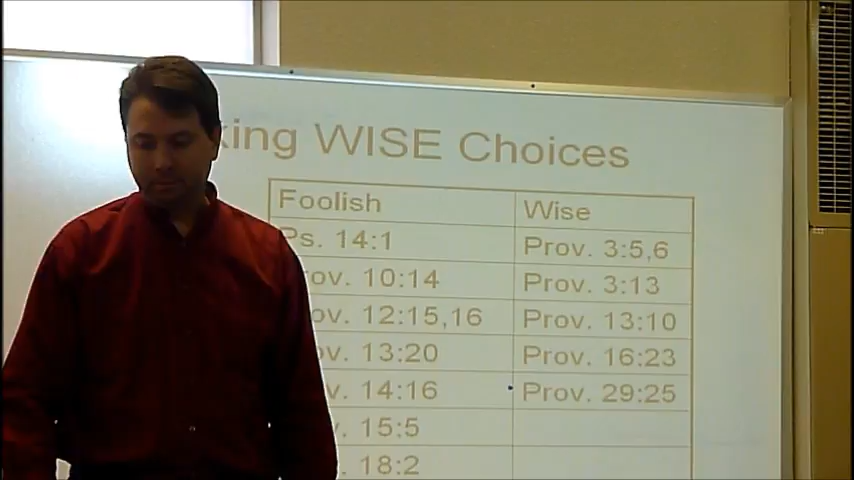 king WISE Choices
Foolish Wise
Ps. 14:1 Prov. 3:5,6
ov. 10:14 Prov. 3:13
ov. 12:15,16 Prov. 13:10
ov. 13:20 Prov. 16:23
v. 14:16 Prov. 29:25
. 15:5
. 18:2